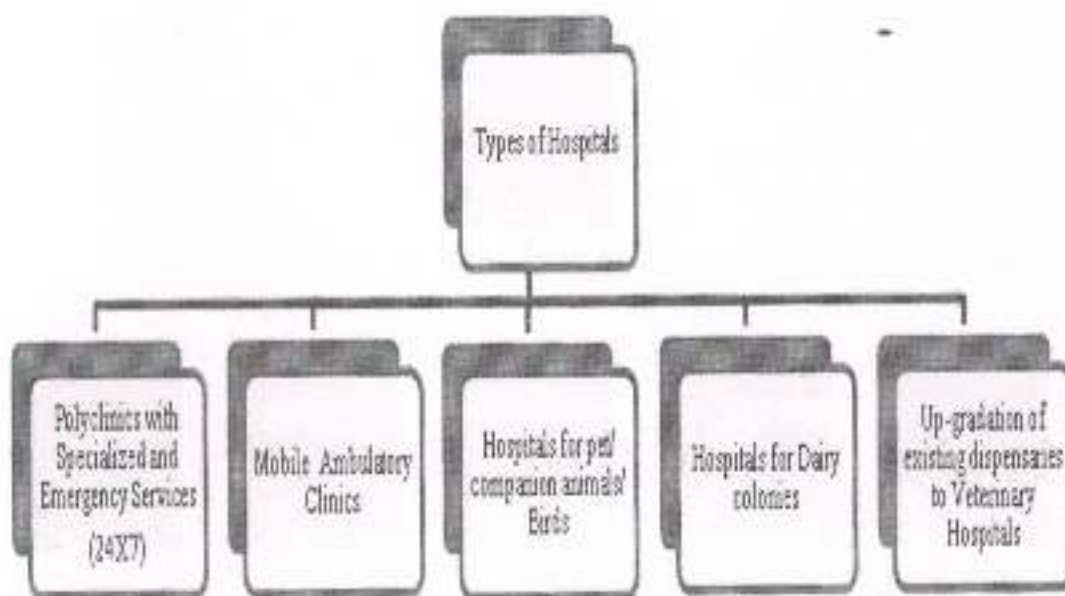 Types of Hospitals
Polyclinics with
Specialized and
Emergency Services
(24X7)
Mobile Ambulatory
Clinics
Hospitals for pet/
companion animals/
Birds
Hospitals for Dairy
colonies
Up-gradation of
existing dispensaries
to Veternary
Hospitals